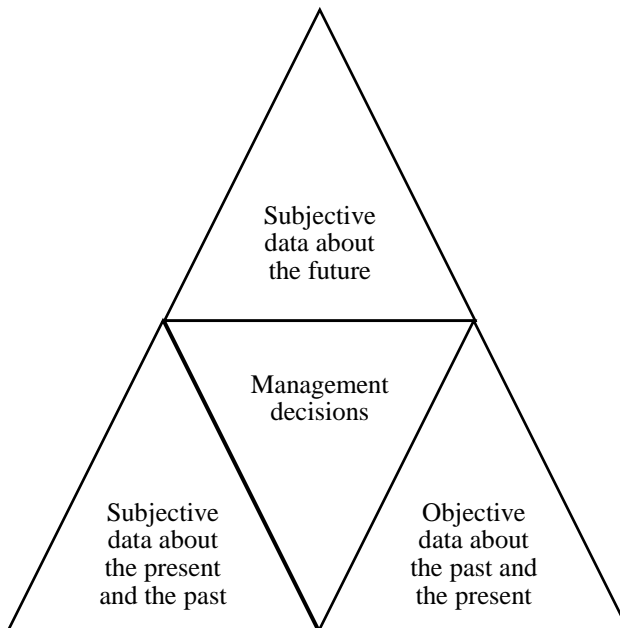 Subjective
data about
the future
Management
decisions
Subjective
data about
the present
and the past
Objective
data about
the past and
the present